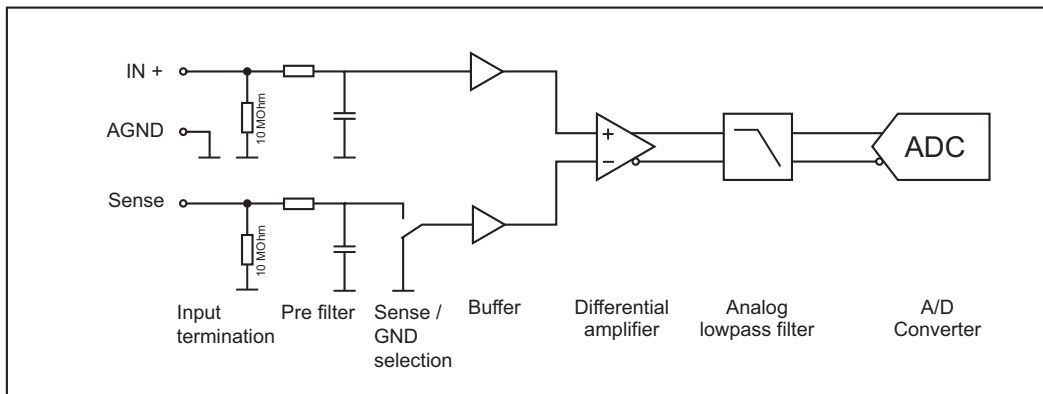 IN +
10 MOhm
AGND
+
−
ADC
Sense
10 MOhm
Input
termination
Pre filter
Sense /
GND
selection
Buffer
Differential
amplifier
Analog
lowpass filter
A/D
Converter